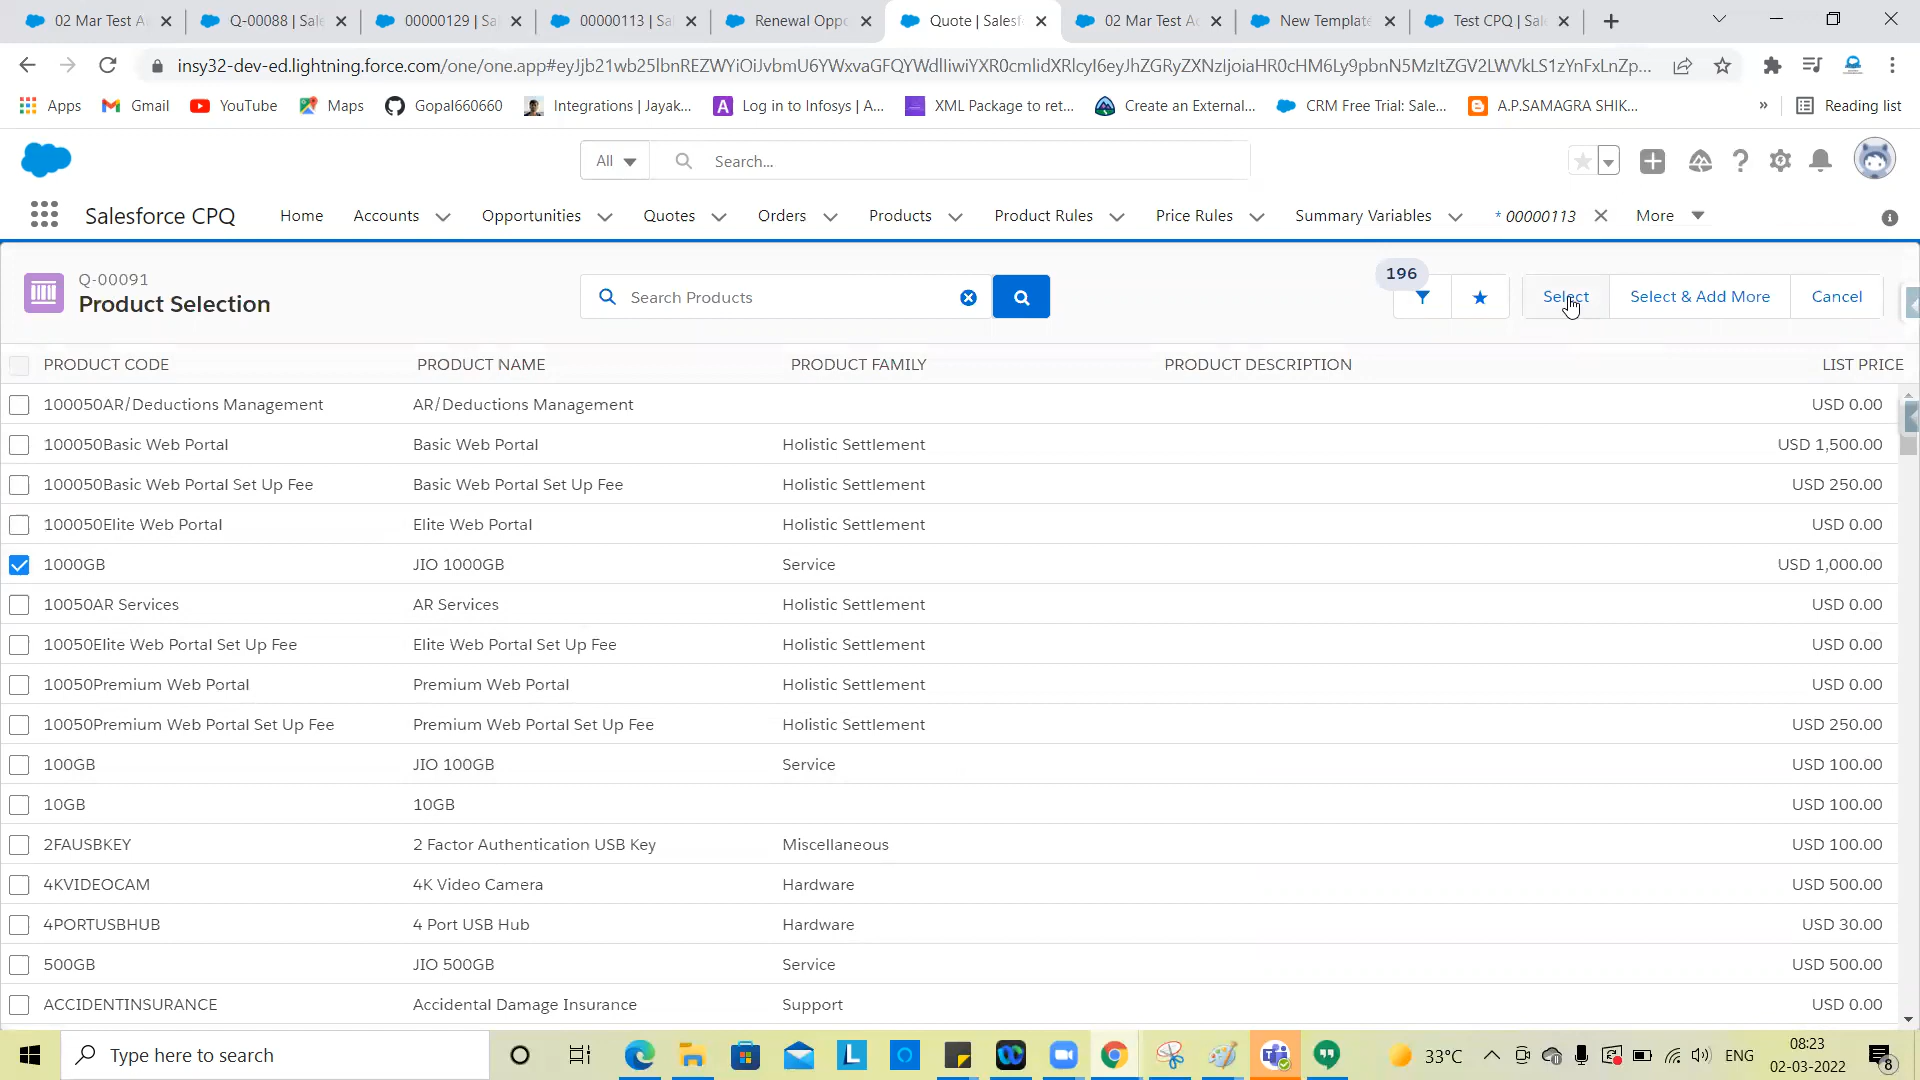 02 Mar Test Ac
Q-00088 | Sale
00000129 | Sa
00000113 | Sa
Renewal Oppo
Quote | Salesf
02 Mar Test Ac
New Template
Test CPQ | Sal
insy32-dev-ed.lightning.force.com/one/one.app#eyJjb21wb25lbnREZWYiOiJvbmU6YWxvaGFQYWdlIiwiYXR0cmlidXRlcyI6eyJhZGRyZXNzIjoiaHR0cHM6Ly9pbnN5MzItZGV2LWVkLS1zYnFxLnZp...
Apps Gmail YouTube Maps Gopal660060 Integrations | Jayak... Log in to Infosys | A... XML Package to ret... Create an External... CRM Free Trial: Sale... A.P.SAMAGRA SHIK... » Reading list
All Search...
Salesforce CPQ Home Accounts Opportunities Quotes Orders Products Product Rules Price Rules Summary Variables * 00000113 More
Q-00091
Product Selection
Search Products
196
Select Select & Add More Cancel
PRODUCT CODE PRODUCT NAME PRODUCT FAMILY PRODUCT DESCRIPTION LIST PRICE
100050AR/Deductions Management AR/Deductions Management USD 0.00
100050Basic Web Portal Basic Web Portal Holistic Settlement USD 1,500.00
100050Basic Web Portal Set Up Fee Basic Web Portal Set Up Fee Holistic Settlement USD 250.00
100050Elite Web Portal Elite Web Portal Holistic Settlement USD 0.00
1000GB JIO 1000GB Service USD 1,000.00
10050AR Services AR Services Holistic Settlement USD 0.00
10050Elite Web Portal Set Up Fee Elite Web Portal Set Up Fee Holistic Settlement USD 0.00
10050Premium Web Portal Premium Web Portal Holistic Settlement USD 0.00
10050Premium Web Portal Set Up Fee Premium Web Portal Set Up Fee Holistic Settlement USD 250.00
100GB JIO 100GB Service USD 100.00
10GB 10GB USD 100.00
2FAUSBKEY 2 Factor Authentication USB Key Miscellaneous USD 100.00
4KVIDEOCAM 4K Video Camera Hardware USD 500.00
4PORTUSBHUB 4 Port USB Hub Hardware USD 30.00
500GB JIO 500GB Service USD 500.00
ACCIDENTINSURANCE Accidental Damage Insurance Support USD 0.00
Type here to search
33°C
ENG
08:23
02-03-2022
8